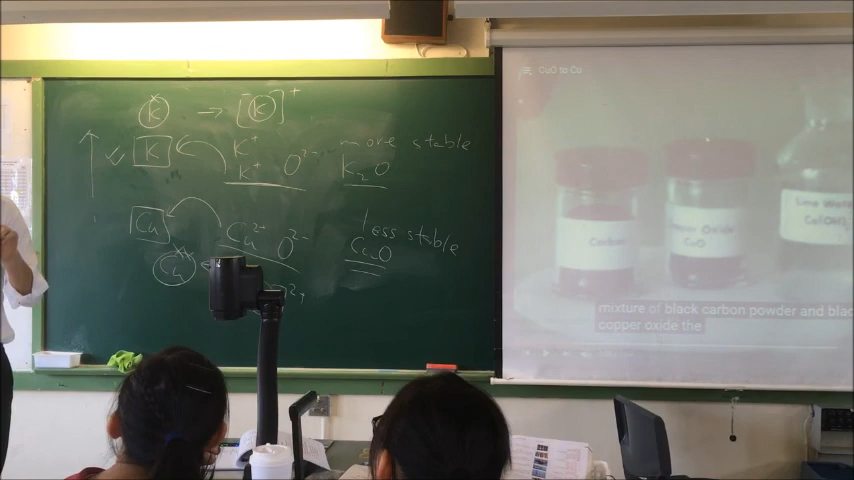 K → [K]⁺
K K⁺ more stable
K⁺ O²⁻ K₂O
Cu Cu²⁺ O²⁻ less stable
CuO
Cu
CuO to Cu
Carbon
Copper Oxide
CuO
Lime Water
Ca(OH)₂
mixture of black carbon powder and blac
copper oxide the